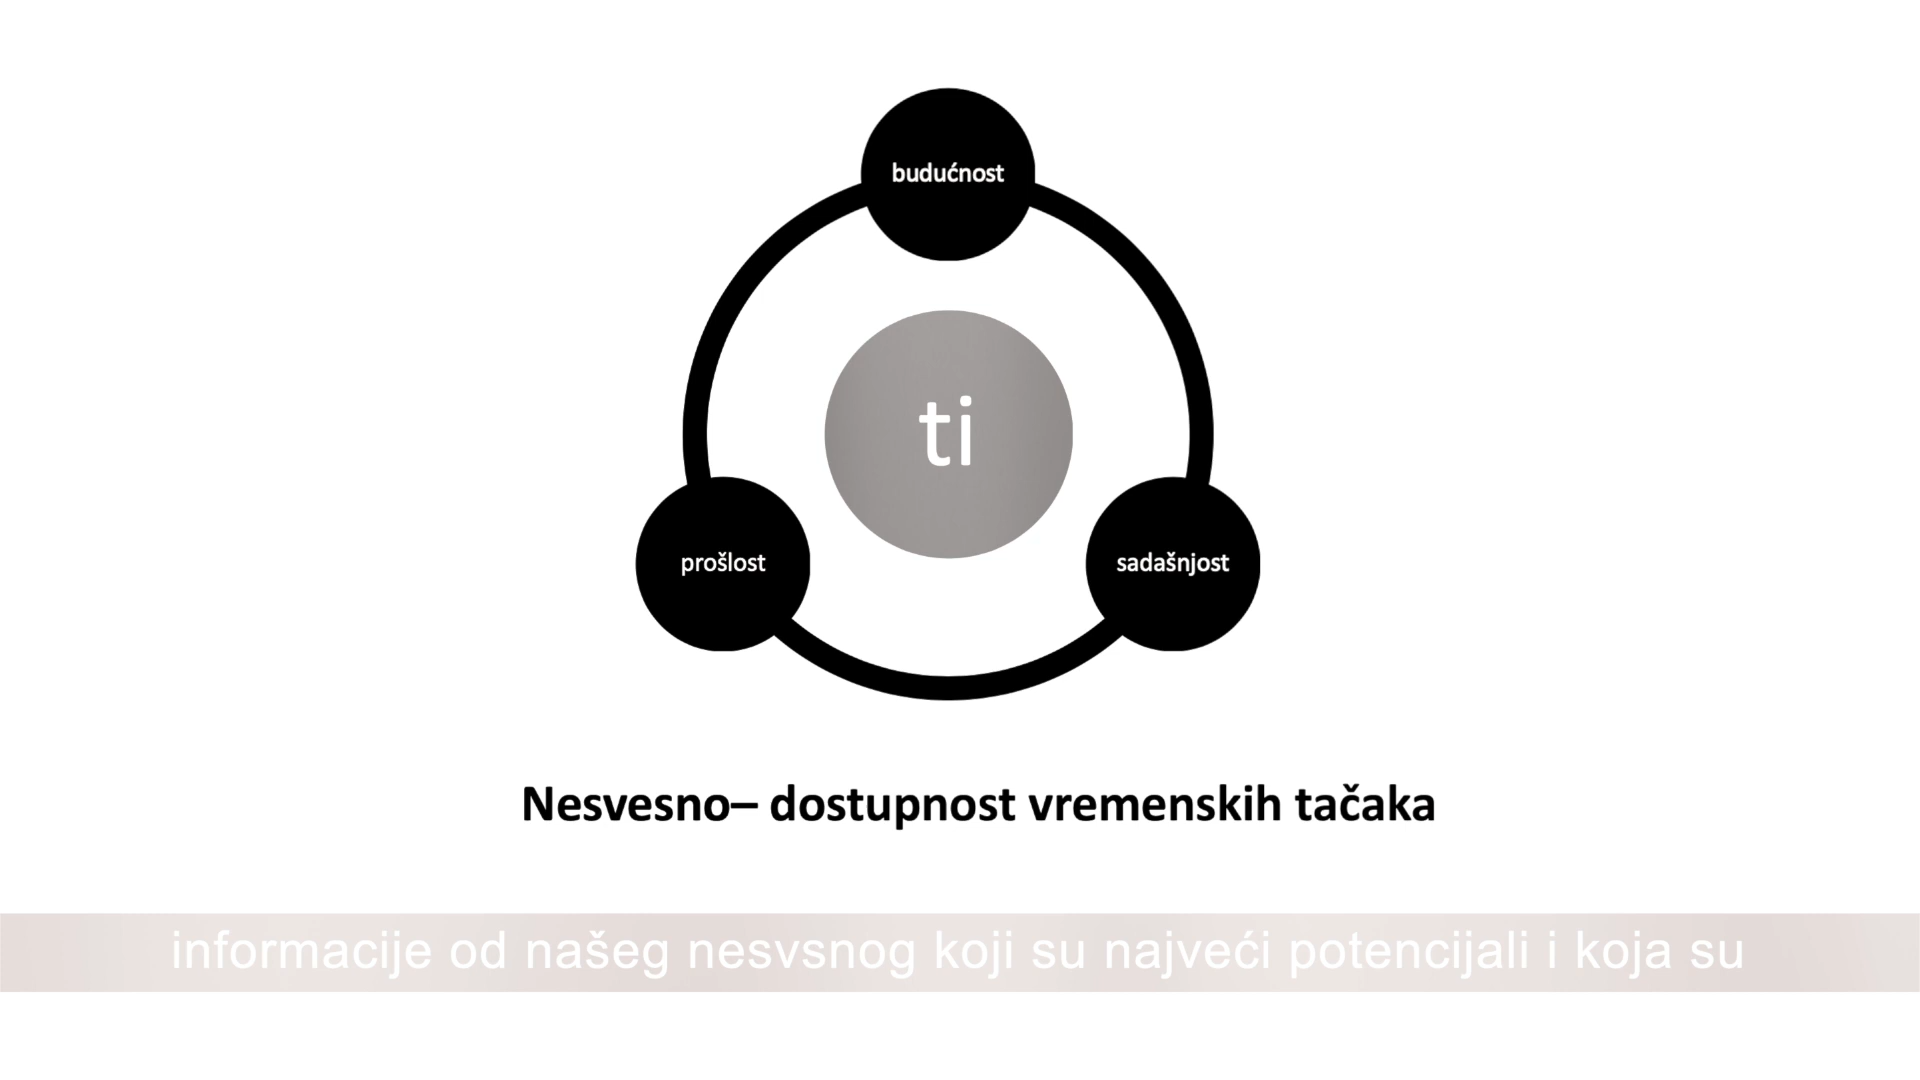 budućnost
ti
prošlost
sadašnjost
Nesvesno– dostupnost vremenskih tačaka
informacije od našeg nesvsnog koji su najveći potencijali i koja su